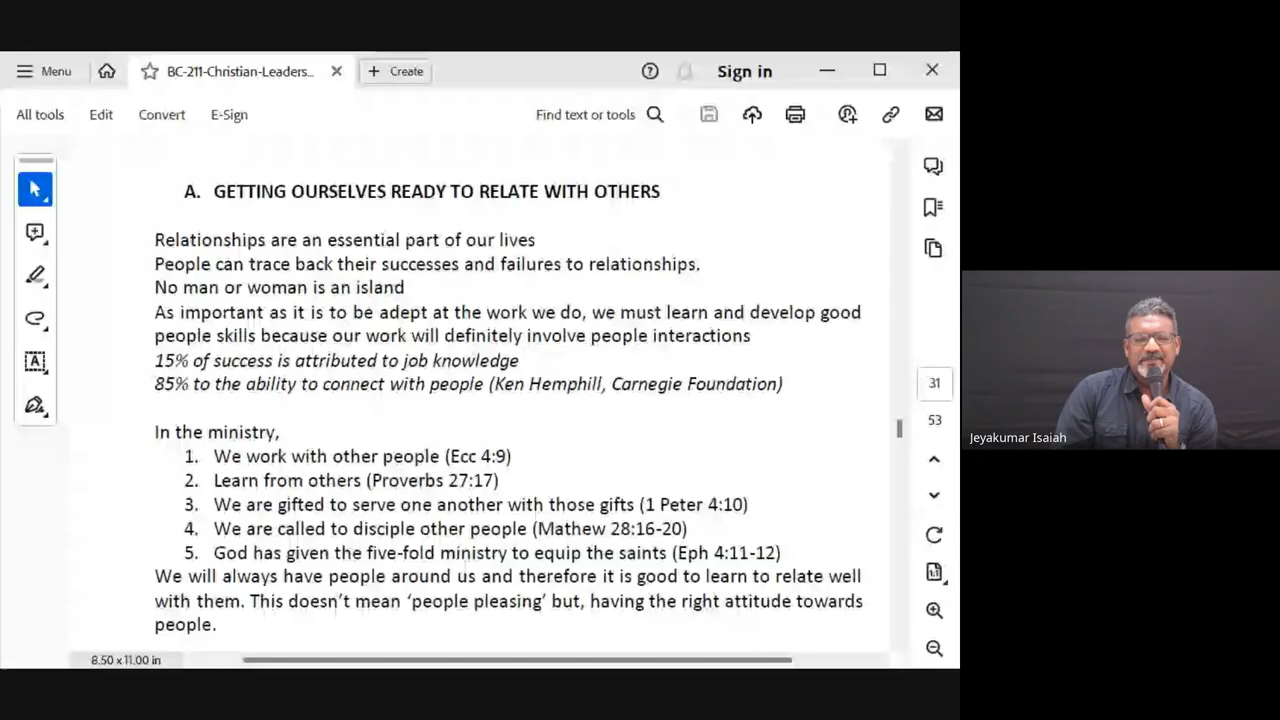 Menu
BC-211-Christian-Leaders...
Create
Sign in
All tools
Edit
Convert
E-Sign
Find text or tools
A. GETTING OURSELVES READY TO RELATE WITH OTHERS
Relationships are an essential part of our lives
People can trace back their successes and failures to relationships.
No man or woman is an island
As important as it is to be adept at the work we do, we must learn and develop good
people skills because our work will definitely involve people interactions
15% of success is attributed to job knowledge
85% to the ability to connect with people (Ken Hemphill, Carnegie Foundation)
In the ministry,
1. We work with other people (Ecc 4:9)
2. Learn from others (Proverbs 27:17)
3. We are gifted to serve one another with those gifts (1 Peter 4:10)
4. We are called to disciple other people (Mathew 28:16-20)
5. God has given the five-fold ministry to equip the saints (Eph 4:11-12)
We will always have people around us and therefore it is good to learn to relate well
with them. This doesn't mean ‘people pleasing’ but, having the right attitude towards
people.
8.50 x 11.00 in
31
53
Jeyakumar Isaiah